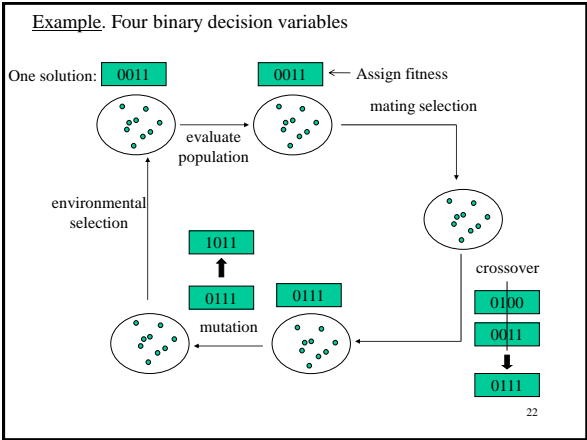 Example. Four binary decision variables
One solution: 0011
0011 Assign fitness
mating selection
evaluate
population
environmental
selection
1011
crossover
0111
0111
0100
mutation
0011
0111
22